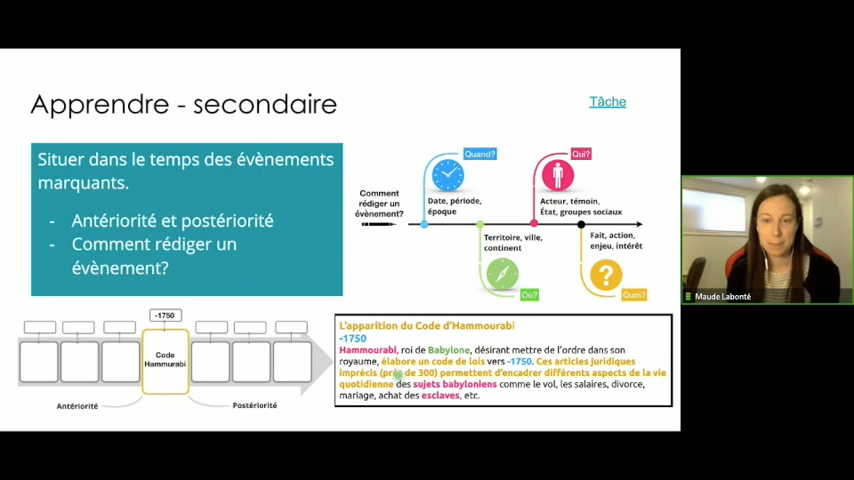 Apprendre - secondaire
Tâche
Situer dans le temps des évènements
marquants.
- Antériorité et postériorité
- Comment rédiger un
évènement?
Comment
rédiger un
évènement?
Quand?
Date, période,
époque
Territoire, ville,
continent
Où?
Qui?
Acteur, témoin,
État, groupes sociaux
Fait, action,
enjeu, intérêt
?
Quoi?
-1750
Code
Hammurabi
Antériorité
Postériorité
L'apparition du Code d'Hammourabi
-1750
Hammourabi, roi de Babylone, désirant mettre de l'ordre dans son
royaume, élabore un code de lois vers -1750. Ces articles juridiques
imprécis (près de 300) permettent d'encadrer différents aspects de la vie
quotidienne des sujets babyloniens comme le vol, les salaires, divorce,
mariage, achat des esclaves, etc.
Maude Labonté